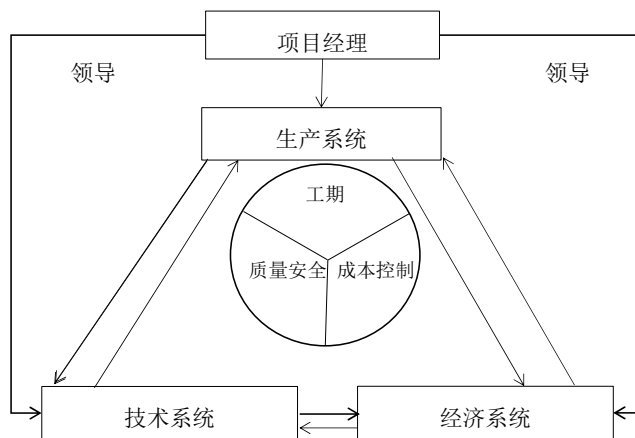 项目经理
领导
领导
生产系统
工期
质量安全
成本控制
技术系统
经济系统